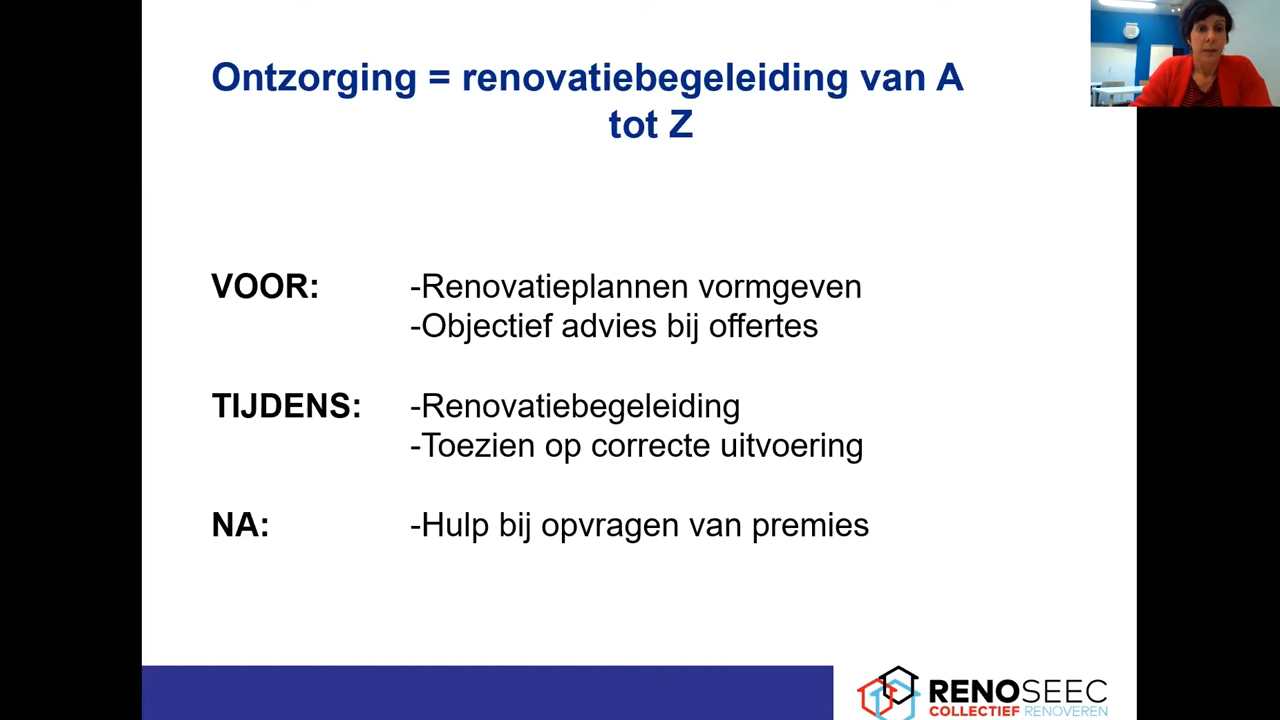 Ontzorging = renovatiebegeleiding van A
tot Z
VOOR: -Renovatieplannen vormgeven
-Objectief advies bij offertes
TIJDENS: -Renovatiebegeleiding
-Toezien op correcte uitvoering
NA: -Hulp bij opvragen van premies
RENOSEEC
COLLECTIEF RENOVEREN